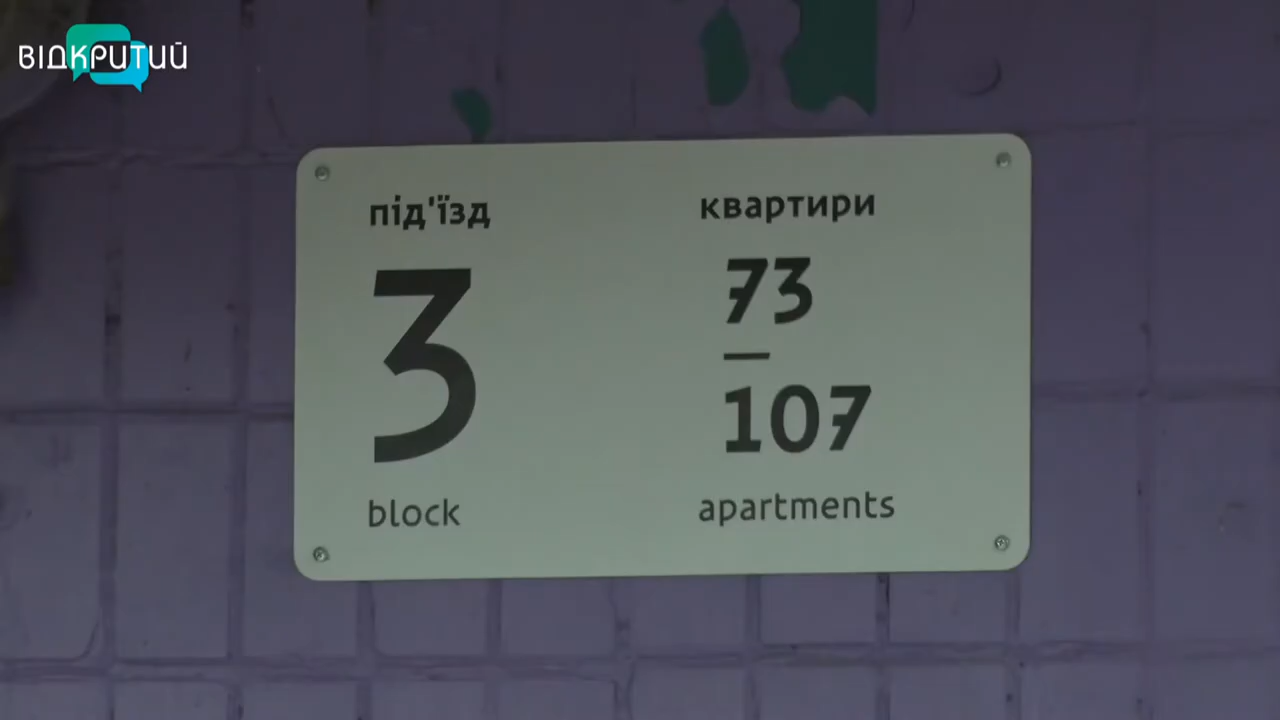 ВІДКРИТИЙ
під'їзд
3
block
квартири
73
—
107
apartments